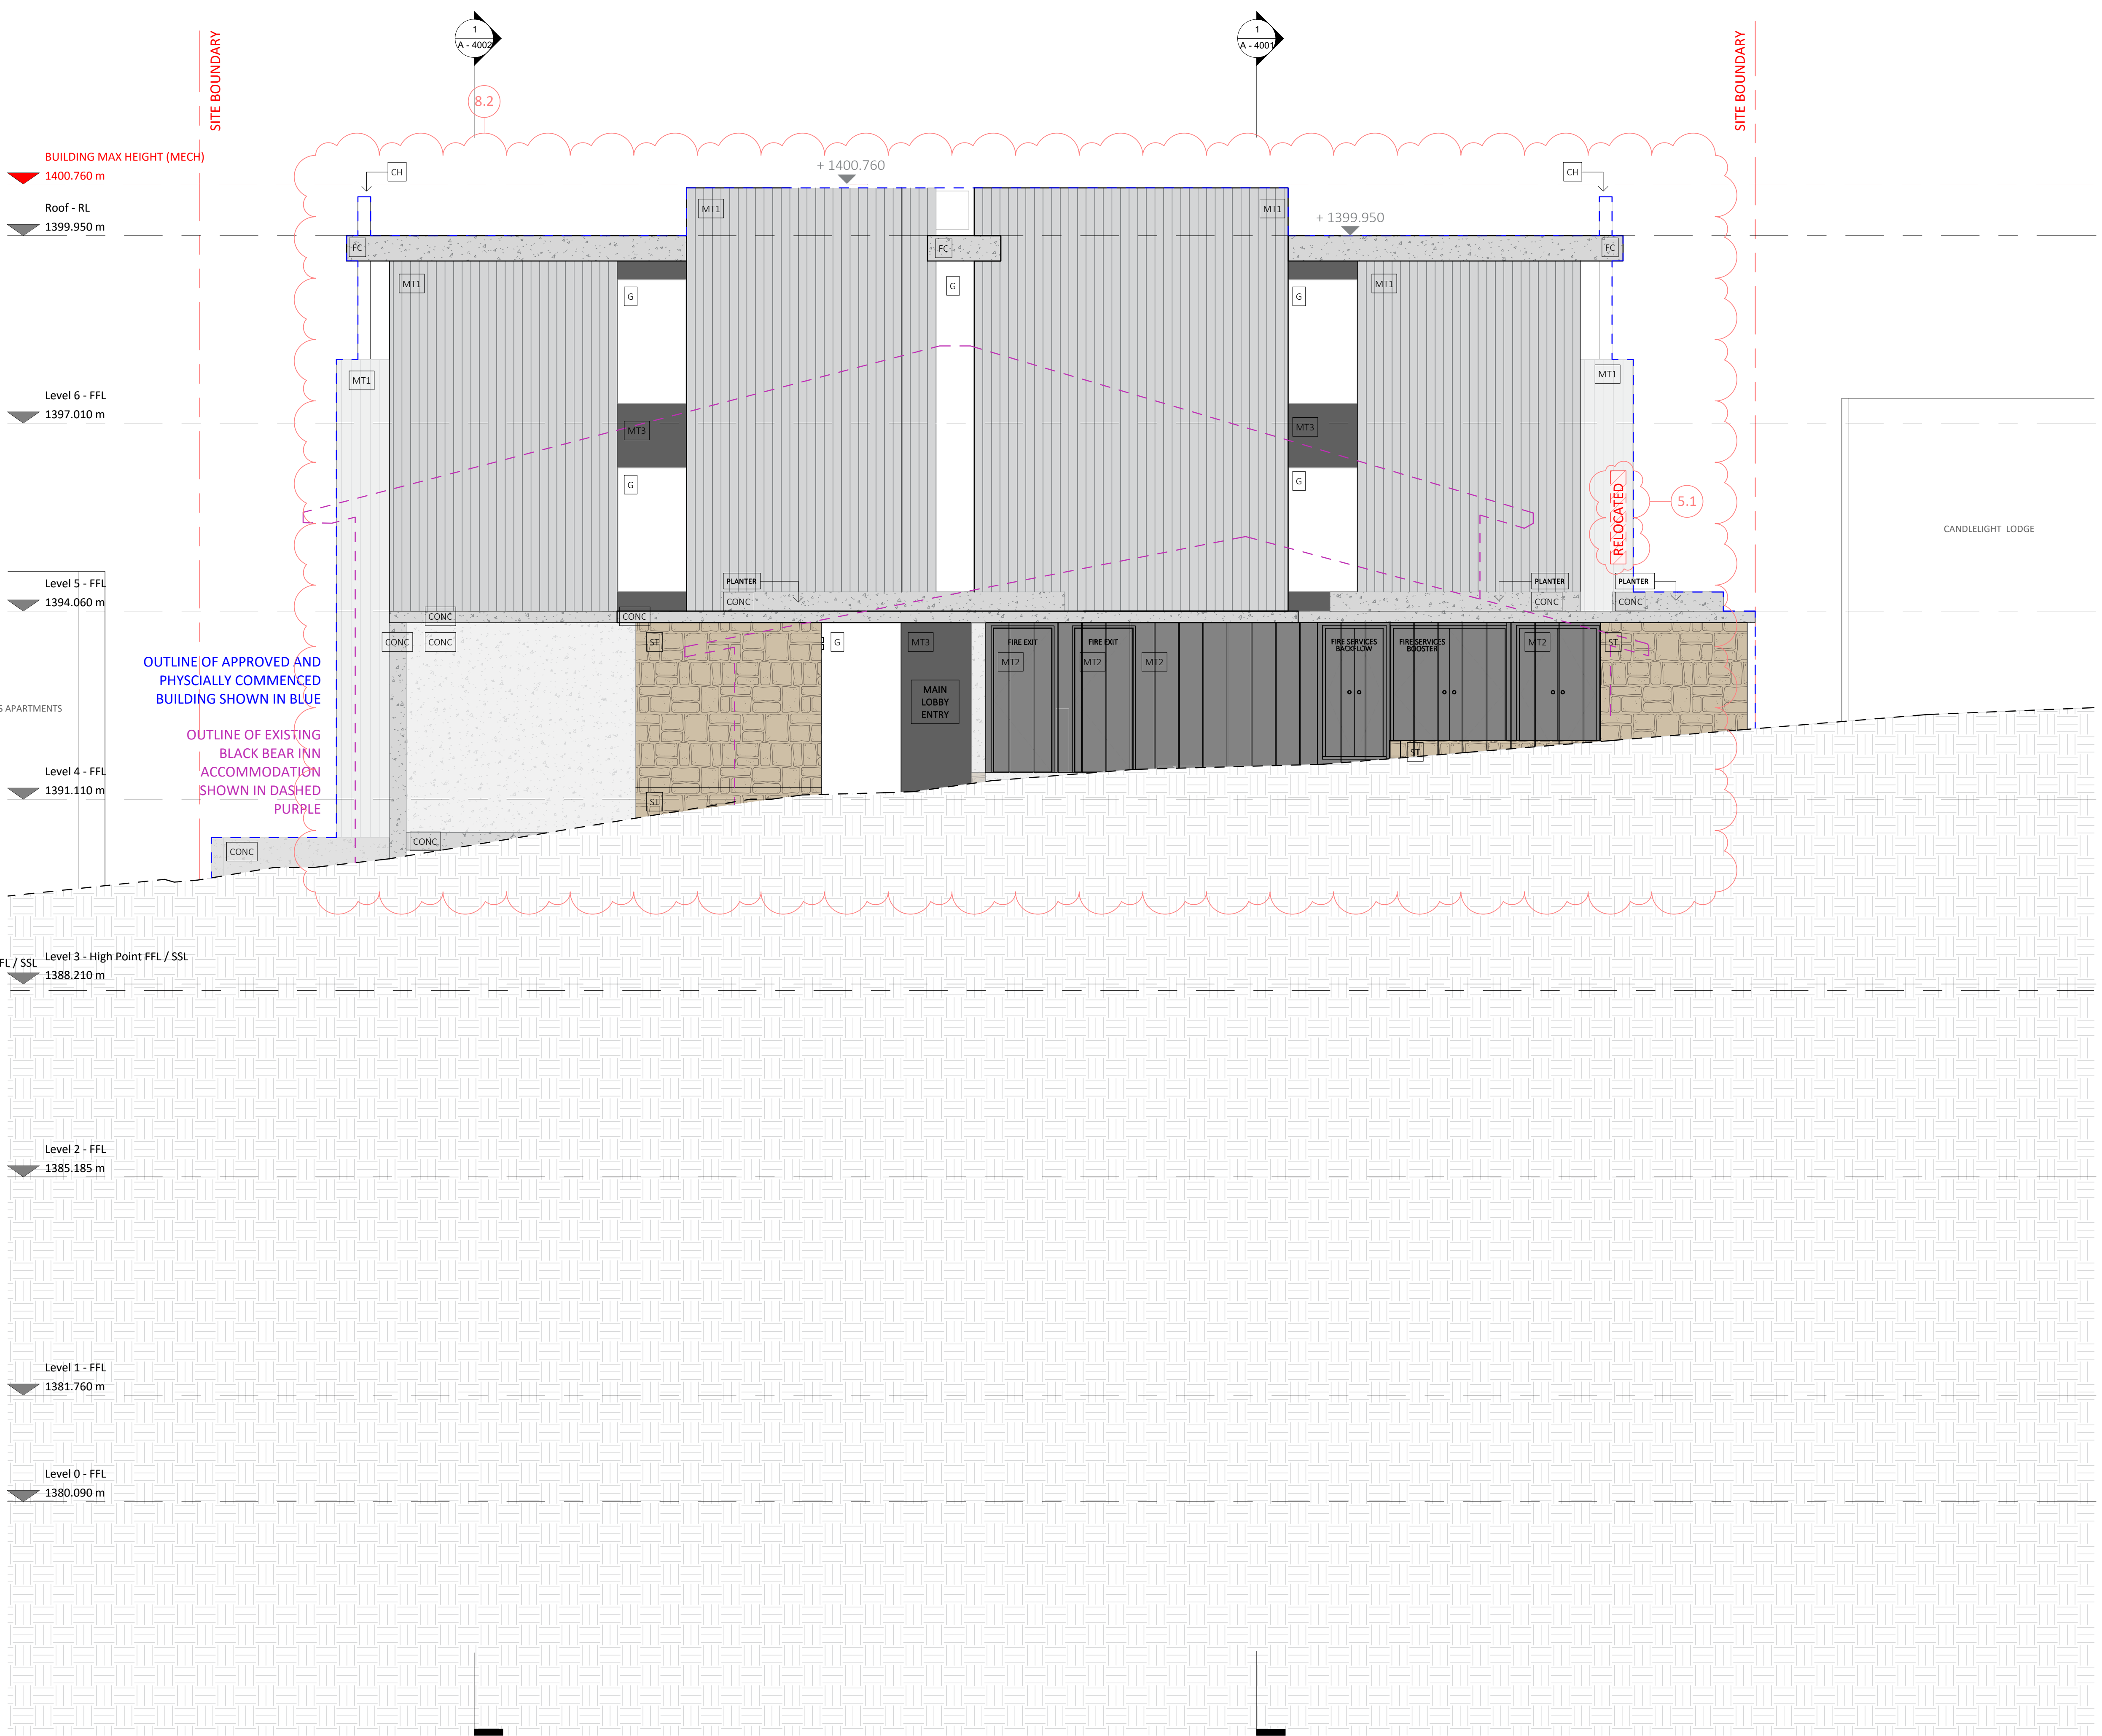 1
A - 4002
1
A - 4001
SITE BOUNDARY
SITE BOUNDARY
8.2
BUILDING MAX HEIGHT (MECH)
1400.760 m
CH
+ 1400.760
CH
Roof - RL
1399.950 m
MT1
MT1
+ 1399.950
FC
FC
FC
MT1
G
G
G
MT1
MT1
MT1
Level 6 - FFL
1397.010 m
MT3
MT3
G
G
RELOCATED
5.1
CANDLELIGHT LODGE
Level 5 - FFL
1394.060 m
PLANTER
CONC
PLANTER
CONC
PLANTER
CONC
CONC
CONC
CONC
CONC
ST
G
MT3
FIRE EXIT
MT2
FIRE EXIT
MT2
MT2
FIRE SERVICES
BACKFLOW
FIRE SERVICES
BOOSTER
MT2
ST
OUTLINE OF APPROVED AND
PHYSCIALLY COMMENCED
BUILDING SHOWN IN BLUE
MAIN
LOBBY
ENTRY
S APARTMENTS
OUTLINE OF EXISTING
BLACK BEAR INN
ACCOMMODATION
SHOWN IN DASHED
PURPLE
ST
Level 4 - FFL
1391.110 m
ST
CONC
CONC
FL / SSL
Level 3 - High Point FFL / SSL
1388.210 m
Level 2 - FFL
1385.185 m
Level 1 - FFL
1381.760 m
Level 0 - FFL
1380.090 m